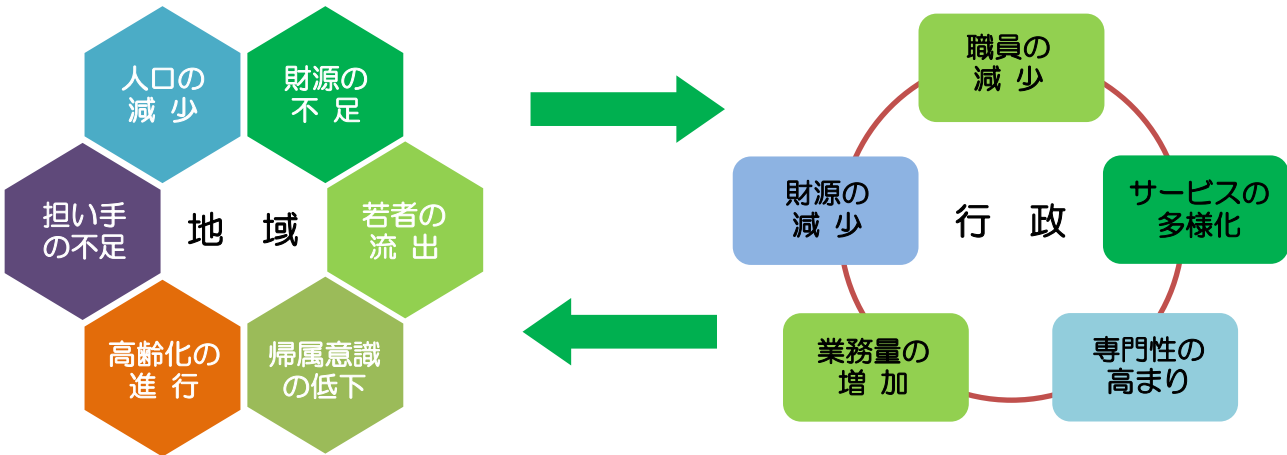 人口の
減 少
財源の
不 足
担い手
の不足
地 域
若者の
流 出
高齢化の
進 行
帰属意識
の低下
職員の
減 少
財源の
減 少
行 政
サービスの
多様化
業務量の
増 加
専門性の
高まり